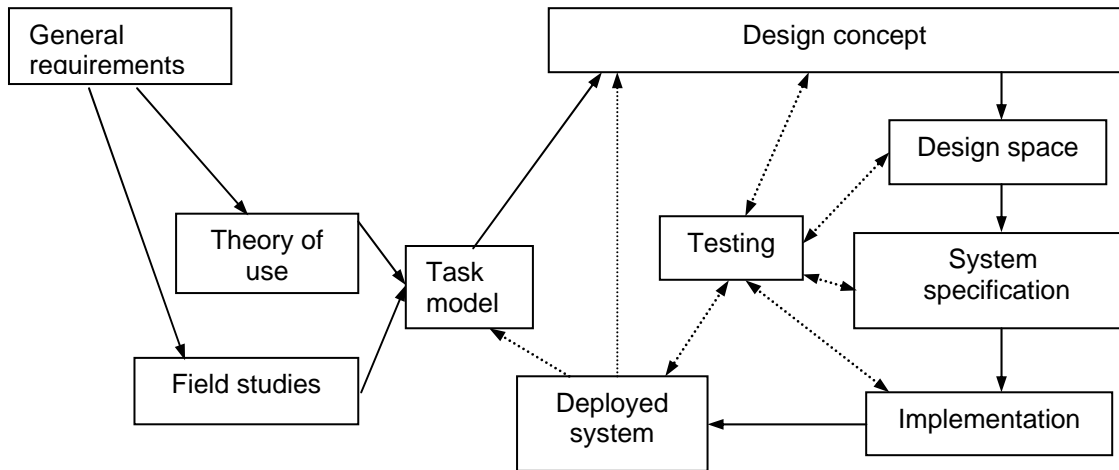 General
requirements
Design concept
Design space
Theory of
use
Testing
Task
model
System
specification
Field studies
Deployed
system
Implementation